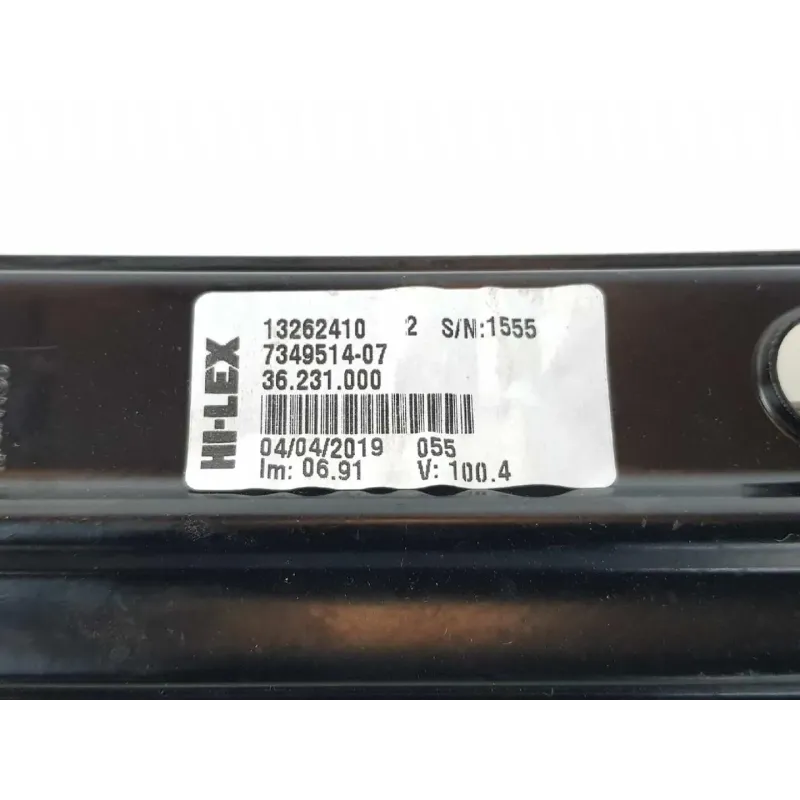 HI-LEX
13262410 2 S/N:1555
7349514-07
36.231.000
04/04/2019 055
Im: 06.91 V: 100.4